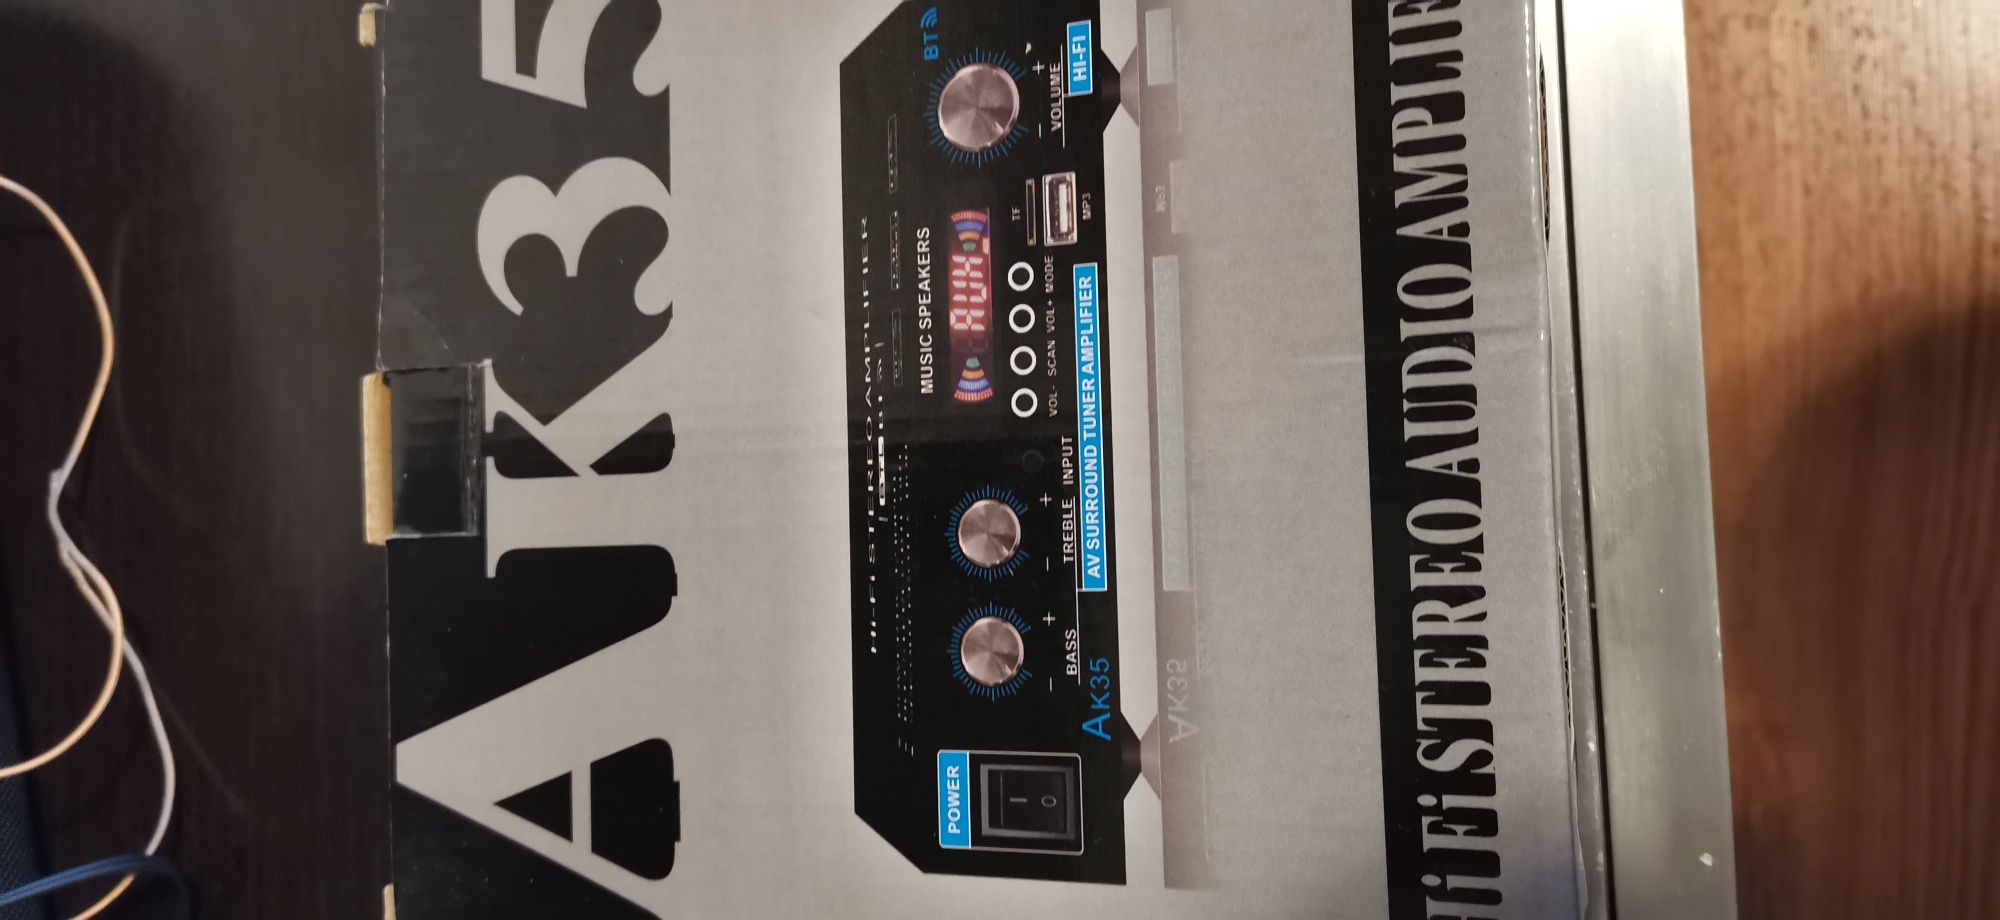 AK35
HI-FI STEREO AMPLIFIER
MUSIC SPEAKERS
BT
POWER
AUX
TF
I
O
- + - + VOL- SCAN VOL+ MODE MP3 - +
BASS TREBLE INPUT VOLUME
AK35 AV SURROUND TUNER AMPLIFIER HI-FI
AK35
HiFi STEREO AUDIO AMPLIFIE